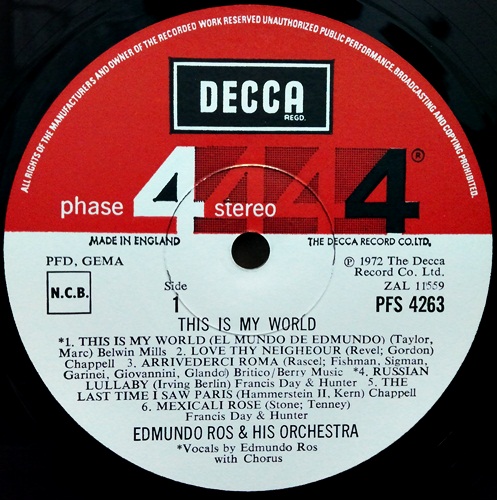 ALL RIGHTS OF THE MANUFACTURERS AND OWNER OF THE RECORDED WORK RESERVED UNAUTHORIZED PUBLIC PERFORMANCE, BROADCASTING AND COPYING PROHIBITED.
DECCA
REGD.
phase 4 stereo 444®
MADE IN ENGLAND
THE DECCA RECORD CO. LTD.
PFD, GEMA
℗ 1972 The Decca
Record Co. Ltd.
N.C.B.
Side
1
ZAL 11559
PFS 4263
THIS IS MY WORLD
*1. THIS IS MY WORLD (EL MUNDO DE EDMUNDO) (Taylor,
Marc) Belwin Mills 2. LOVE THY NEIGHEOUR (Revel; Gordon)
Chappell 3. ARRIVEDERCI ROMA (Rascel; Fishman, Sigman,
Garinei, Giovannini, Glando) Britico/Berry Music *4. RUSSIAN
LULLABY (Irving Berlin) Francis Day & Hunter 5. THE
LAST TIME I SAW PARIS (Hammerstein II, Kern) Chappell
6. MEXICALI ROSE (Stone; Tenney)
Francis Day & Hunter
EDMUNDO ROS & HIS ORCHESTRA
*Vocals by Edmundo Ros
with Chorus